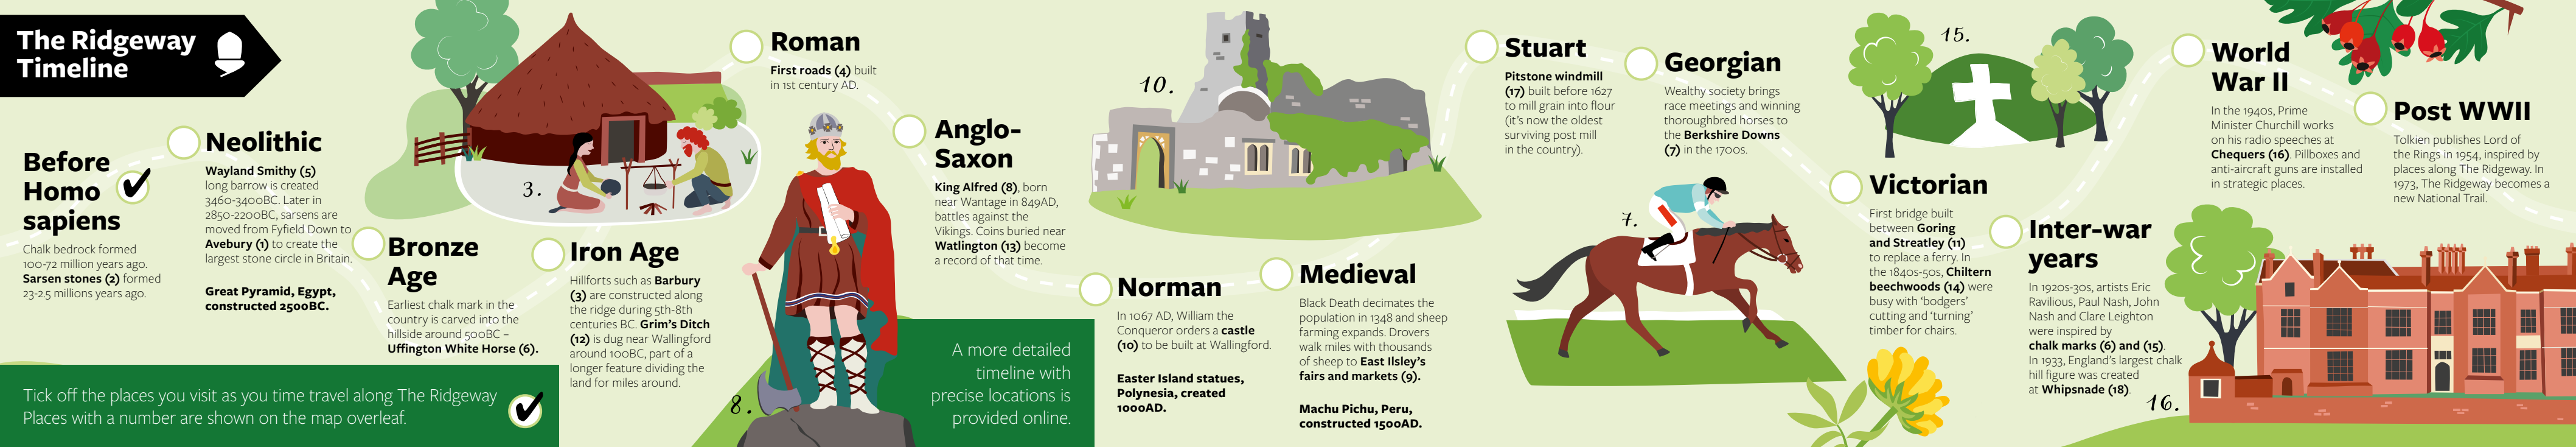 The Ridgeway
Timeline
Before
Homo
sapiens
Chalk bedrock formed
100-72 million years ago.
Sarsen stones (2) formed
23-2.5 millions years ago.
Neolithic
Wayland Smithy (5)
long barrow is created
3460-3400BC. Later in
2850-2200BC, sarsens are
moved from Fyfield Down to
Avebury (1) to create the
largest stone circle in Britain.
Great Pyramid, Egypt,
constructed 2500BC.
Bronze
Age
Earliest chalk mark in the
country is carved into the
hillside around 500BC –
Uffington White Horse (6).
Tick off the places you visit as you time travel along The Ridgeway
Places with a number are shown on the map overleaf.
3.
Iron Age
Hillforts such as Barbury
(3) are constructed along
the ridge during 5th-8th
centuries BC. Grim's Ditch
(12) is dug near Wallingford
around 100BC, part of a
longer feature dividing the
land for miles around.
Roman
First roads (4) built
in 1st century AD.
8.
Anglo-
Saxon
King Alfred (8), born
near Wantage in 849AD,
battles against the
Vikings. Coins buried near
Watlington (13) become
a record of that time.
A more detailed
timeline with
precise locations is
provided online.
10.
Norman
In 1067 AD, William the
Conqueror orders a castle
(10) to be built at Wallingford.
Easter Island statues,
Polynesia, created
1000AD.
Medieval
Black Death decimates the
population in 1348 and sheep
farming expands. Drovers
walk miles with thousands
of sheep to East Ilsley's
fairs and markets (9).
Machu Pichu, Peru,
constructed 1500AD.
Stuart
Pitstone windmill
(17) built before 1627
to mill grain into flour
(it's now the oldest
surviving post mill
in the country).
Georgian
Wealthy society brings
race meetings and winning
thoroughbred horses to
the Berkshire Downs
(7) in the 1700s.
7.
15.
Victorian
First bridge built
between Goring
and Streatley (11)
to replace a ferry. In
the 1840s-50s, Chiltern
beechwoods (14) were
busy with 'bodgers'
cutting and 'turning'
timber for chairs.
Inter-war
years
In 1920s-30s, artists Eric
Ravilious, Paul Nash, John
Nash and Clare Leighton
were inspired by
chalk marks (6) and (15).
In 1933, England's largest chalk
hill figure was created
at Whipsnade (18).
16.
World
War II
In the 1940s, Prime
Minister Churchill works
on his radio speeches at
Chequers (16). Pillboxes and
anti-aircraft guns are installed
in strategic places.
Post WWII
Tolkien publishes Lord of
the Rings in 1954, inspired by
places along The Ridgeway. In
1973, The Ridgeway becomes a
new National Trail.